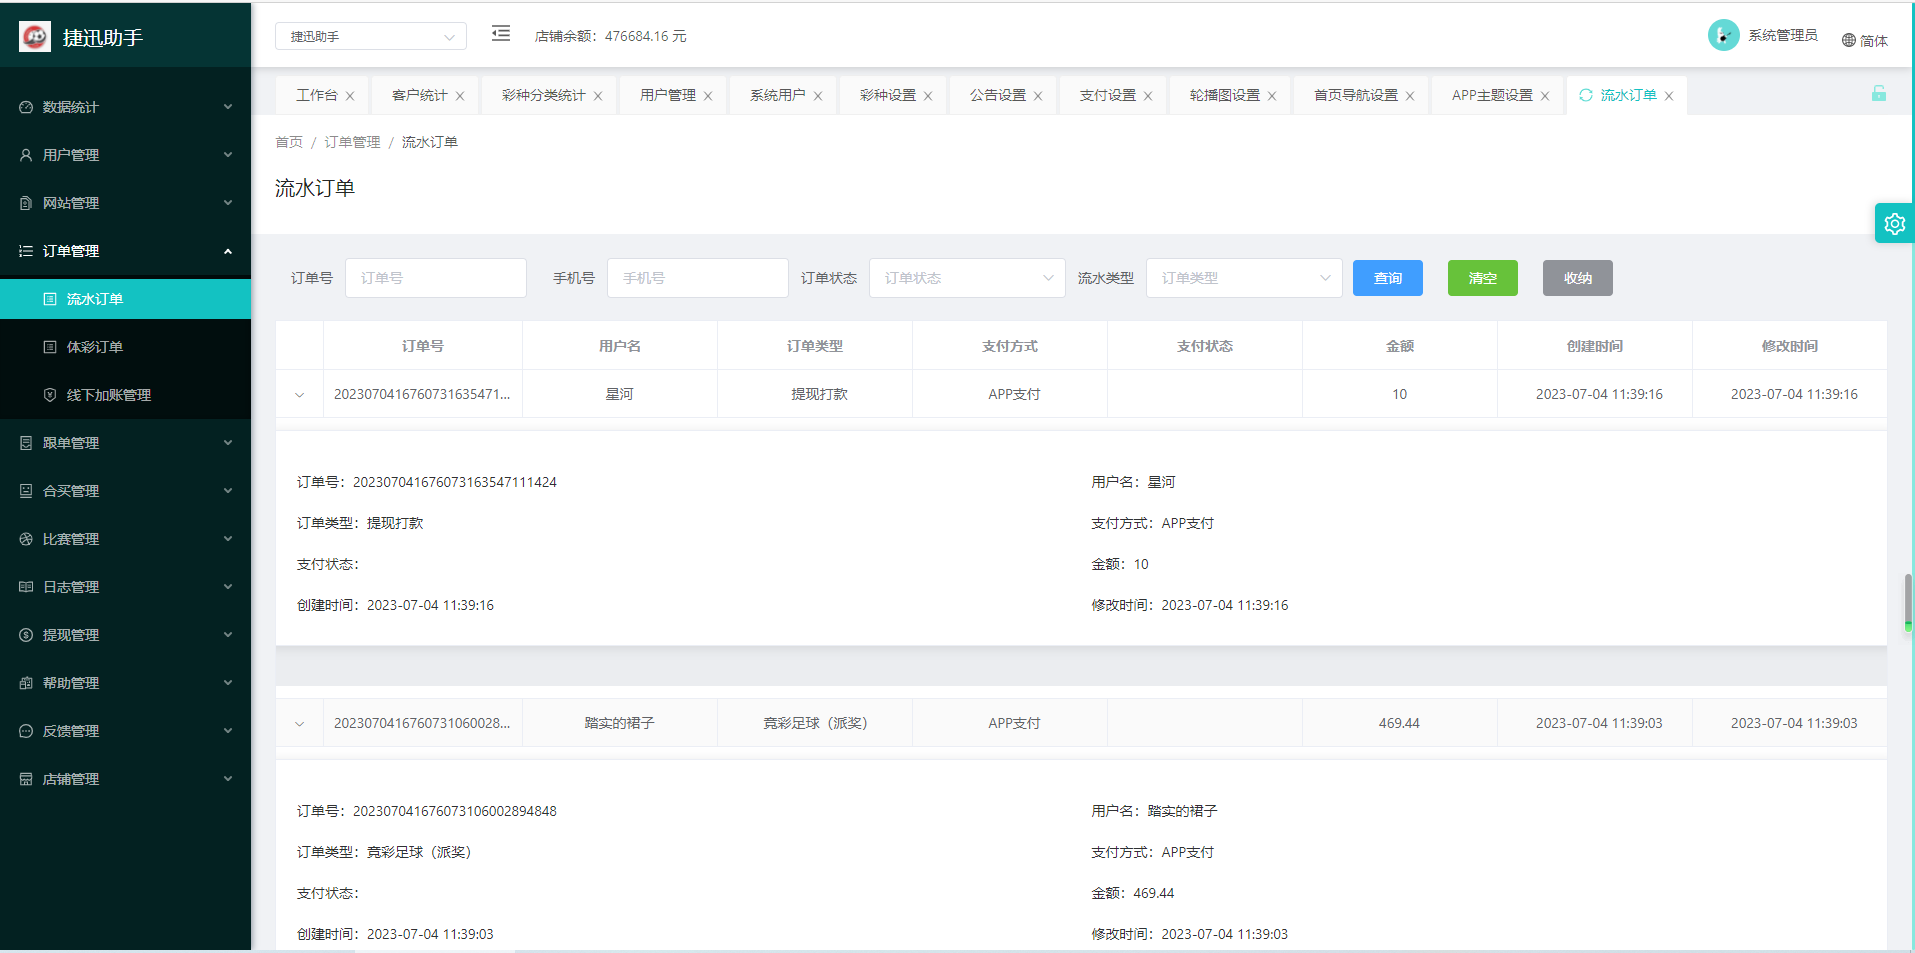 捷迅助手
捷迅助手
店铺余额：476684.16 元
系统管理员
简体
工作台
客户统计
彩种分类统计
用户管理
系统用户
彩种设置
公告设置
支付设置
轮播图设置
首页导航设置
APP主题设置
流水订单
数据统计
用户管理
网站管理
订单管理
流水订单
体彩订单
线下加账管理
跟单管理
合买管理
比赛管理
日志管理
提现管理
帮助管理
反馈管理
店铺管理
首页 / 订单管理 / 流水订单
流水订单
订单号 订单号 手机号 手机号 订单状态 订单状态 流水类型 订单类型 查询 清空 收纳
订单号 用户名 订单类型 支付方式 支付状态 金额 创建时间 修改时间
2023070416760731635471... 星河 提现打款 APP支付 10 2023-07-04 11:39:16 2023-07-04 11:39:16
订单号：202307041676073163547111424 用户名：星河
订单类型：提现打款 支付方式：APP支付
支付状态： 金额：10
创建时间：2023-07-04 11:39:16 修改时间：2023-07-04 11:39:16
2023070416760731060028... 踏实的裙子 竞彩足球（派奖） APP支付 469.44 2023-07-04 11:39:03 2023-07-04 11:39:03
订单号：202307041676073106002894848 用户名：踏实的裙子
订单类型：竞彩足球（派奖） 支付方式：APP支付
支付状态： 金额：469.44
创建时间：2023-07-04 11:39:03 修改时间：2023-07-04 11:39:03